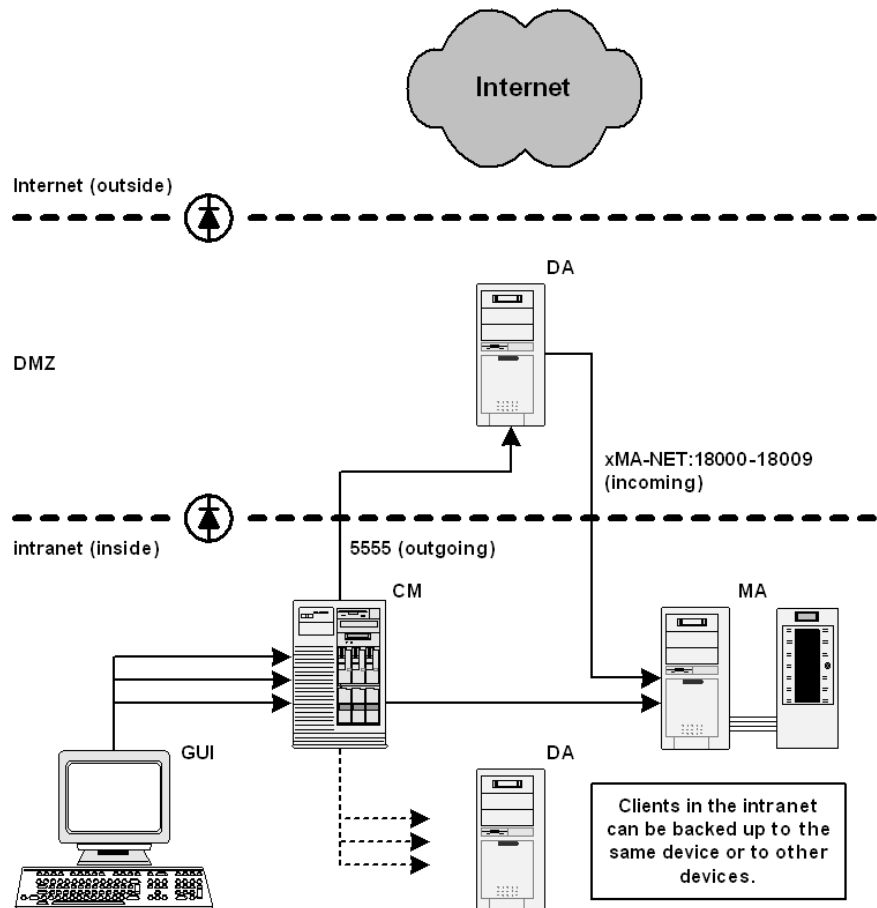 Internet
Internet (outside)
DA
DMZ
xMA-NET:18000-18009
(incoming)
intranet (inside)
5555 (outgoing)
CM
MA
GUI
DA
Clients in the intranet
can be backed up to the
same device or to other
devices.